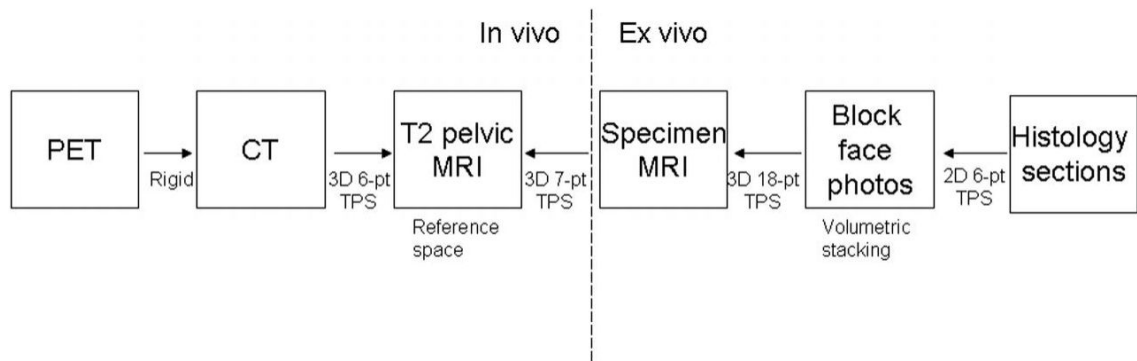 In vivo
Ex vivo
PET
Rigid
CT
3D 6-pt
TPS
T2 pelvic
MRI
Reference
space
3D 7-pt
TPS
Specimen
MRI
3D 18-pt
TPS
Block
face
photos
Volumetric
stacking
2D 6-pt
TPS
Histology
sections